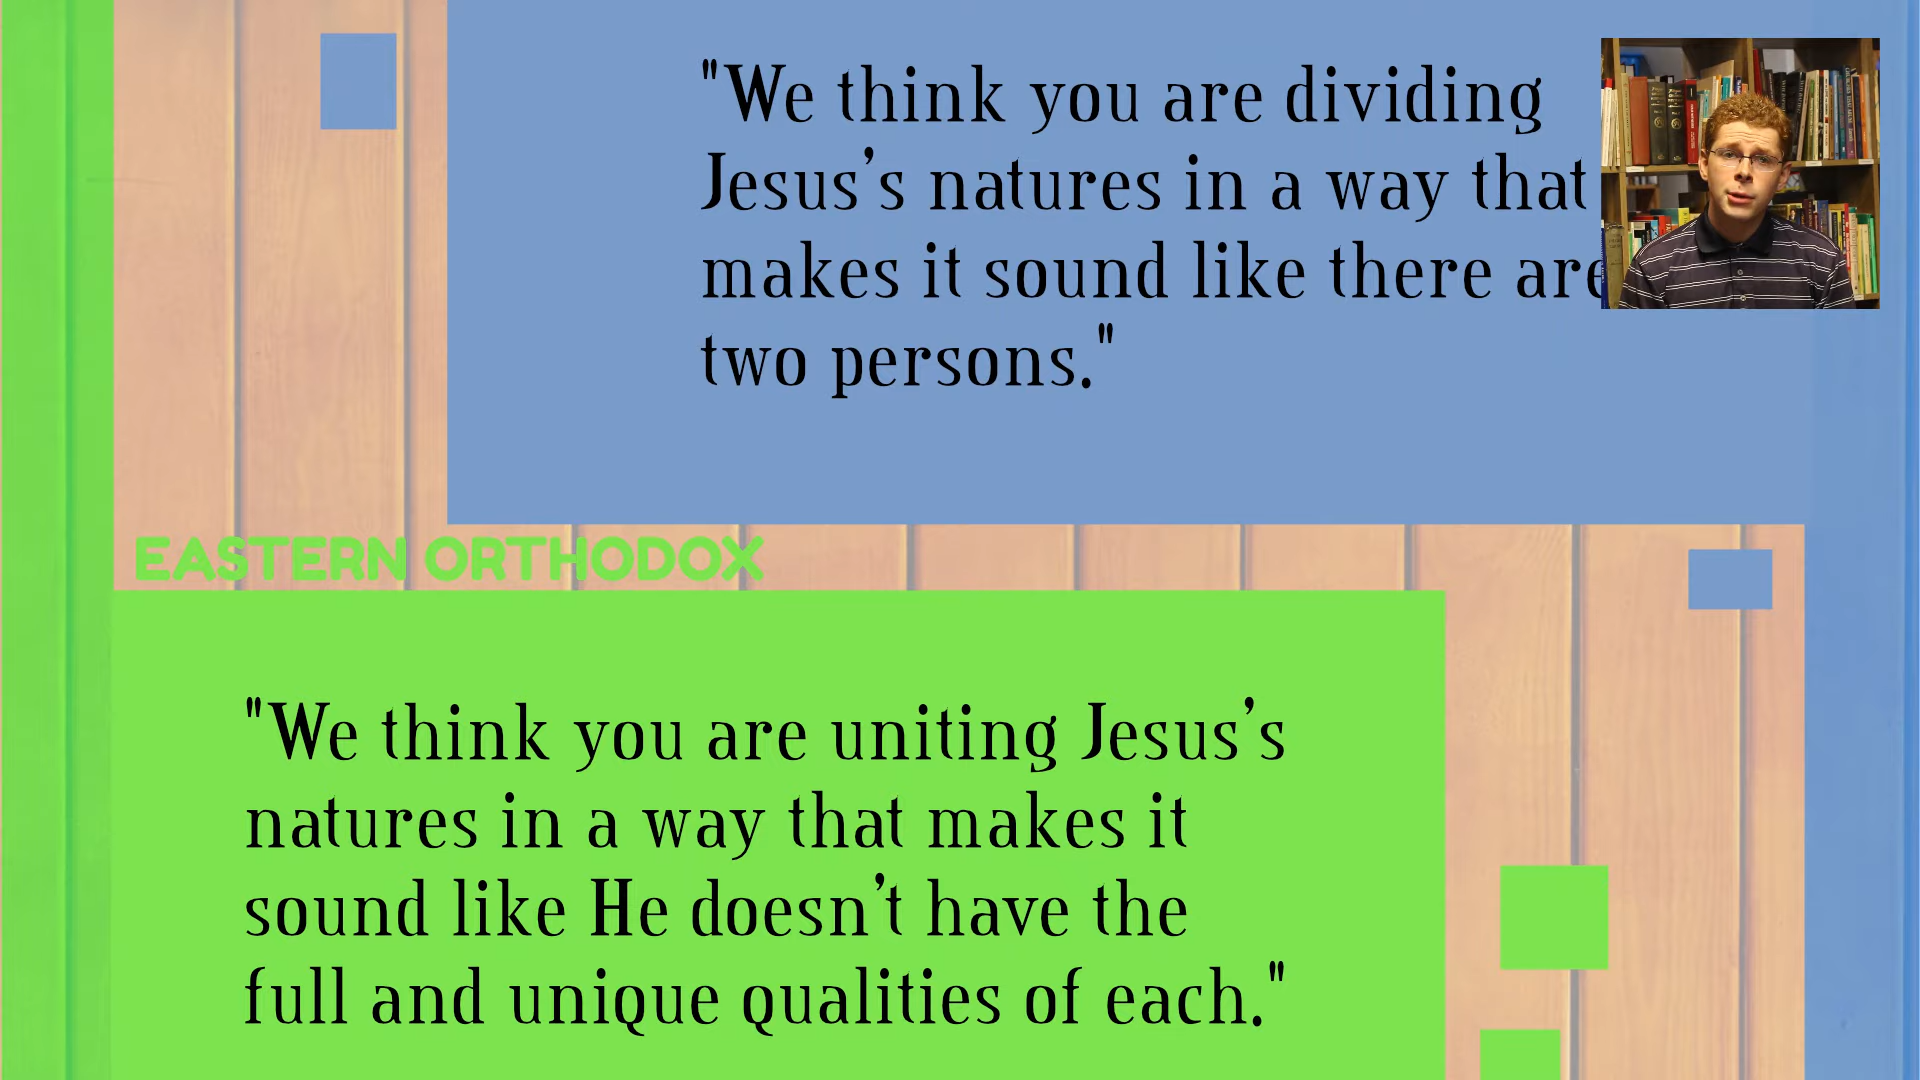 "We think you are dividing
Jesus’s natures in a way that
makes it sound like there are
two persons."
EASTERN ORTHODOX
"We think you are uniting Jesus’s
natures in a way that makes it
sound like He doesn’t have the
full and unique qualities of each."